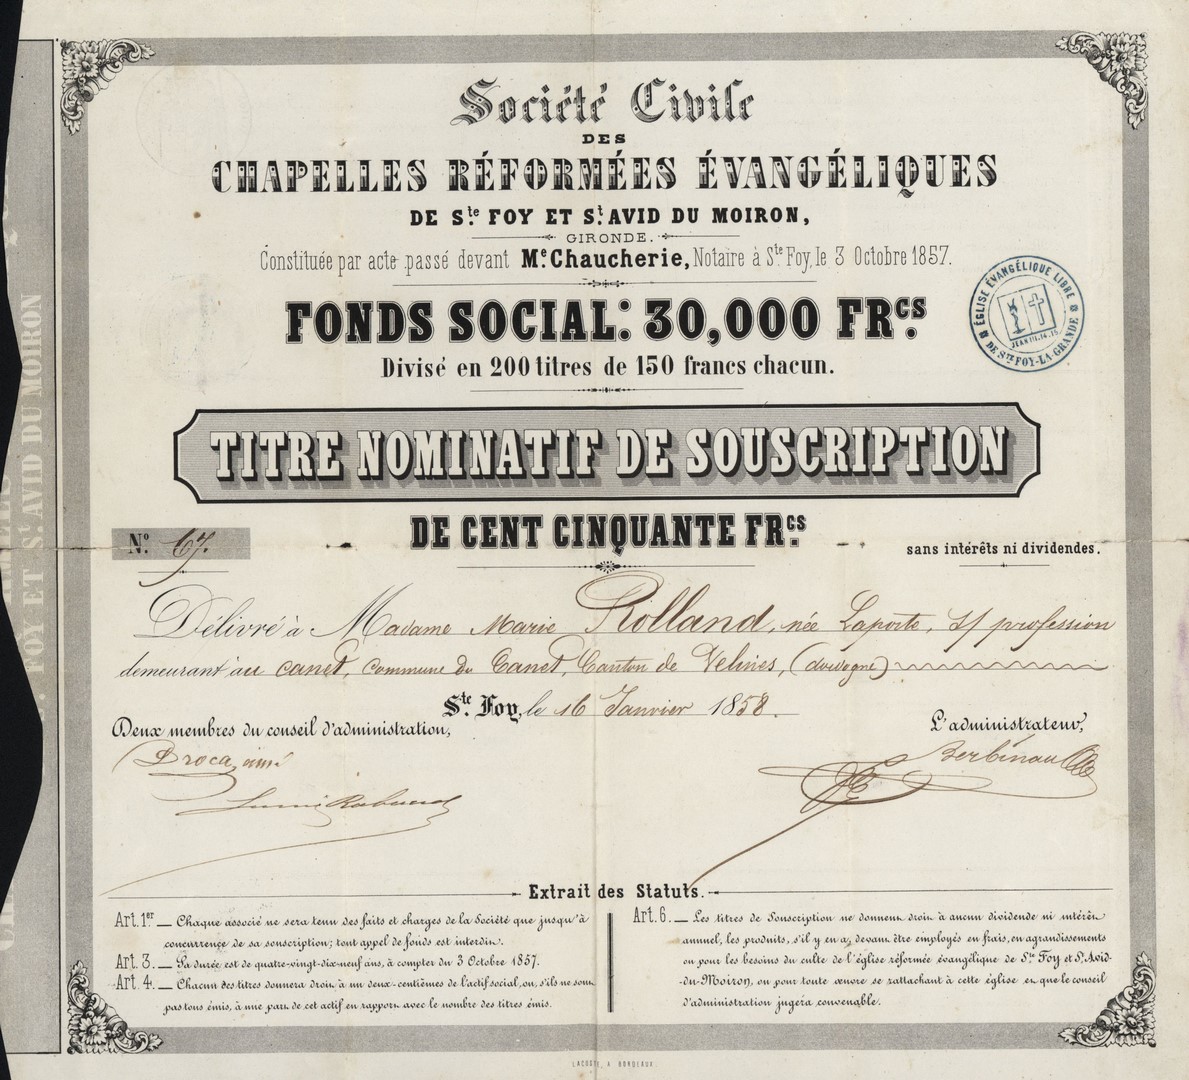 Société Civile
DES
CHAPELLES RÉFORMÉES ÉVANGÉLIQUES
DE Ste FOY ET St AVID DU MOIRON,
GIRONDE.
Constituée par acte passé devant Me Chaucherie, Notaire à Ste Foy, le 3 Octobre 1857.
ÉGLISE ÉVANGÉLIQUE LIBRE
JEAN III. 14. 15.
DE STE FOY-LA-GRANDE
FONDS SOCIAL: 30,000 FRCS.
Divisé en 200 titres de 150 francs chacun.
TITRE NOMINATIF DE SOUSCRIPTION
DE CENT CINQUANTE FRCS.
No. 67.
sans intérêts ni dividendes.
Délivré à Madame Marie Rolland, née Laporte, S/ profession
demeurant au canet, Commune du Canet, Canton de Velines, (dordogne)
Ste Foy, le 16 Janvier 1858.
Deux membres du conseil d'administration,
L'administrateur,
Broca ainé
Berbineau
Extrait des Statuts.
Art. 1er — Chaque associé ne sera tenu des faits et charges de la Société que jusqu'à
concurrence de sa souscription; tout appel de fonds est interdit.
Art. 3. — Sa durée est de quatre-vingt-dix-neuf ans, à compter du 3 Octobre 1857.
Art. 4 — Chacun des titres donnera droit à un deux-centièmes de l'actif social, ou, s'ils ne sont
pas tous émis, à une part de cet actif en rapport avec le nombre des titres émis.
Art. 6. — Les titres de Souscription ne donnent droit à aucun dividende ni intérêt
annuel, les produits, s'il y en a, devant être employés en frais, en agrandissements
ou pour les besoins du culte de l'église réformée évangélique de Ste Foy et St Avid-
du-Moiron, ou pour toute œuvre se rattachant à cette église et que le conseil
d'administration jugera convenable.
LACOSTE, A BORDEAUX.
FOY ET St AVID DU MOIRON